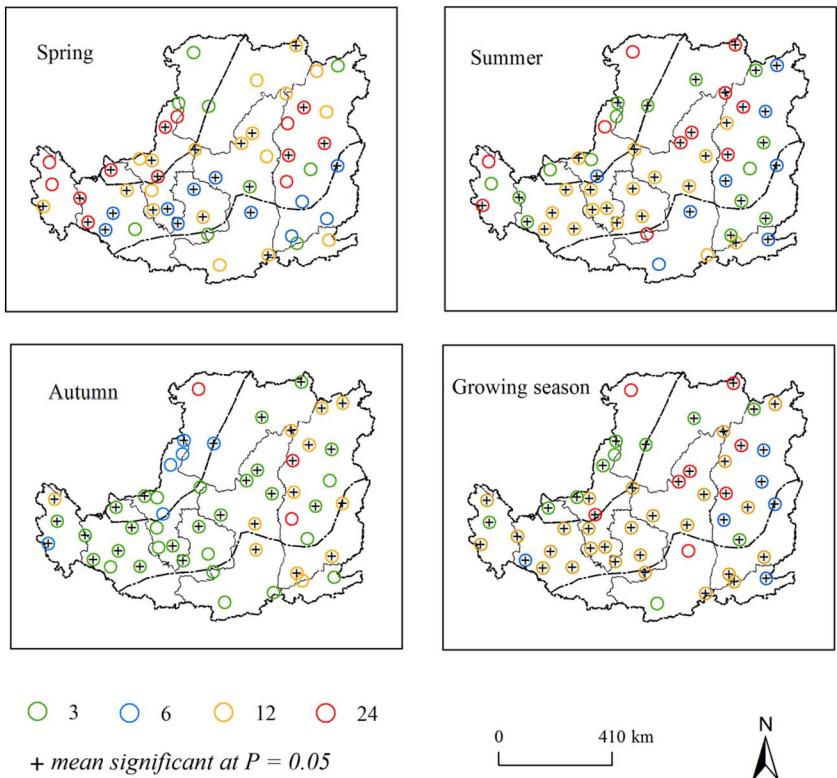 Spring
Summer
Autumn
Growing season
3 6 12 24
+ mean significant at P = 0.05
0 410 km
N